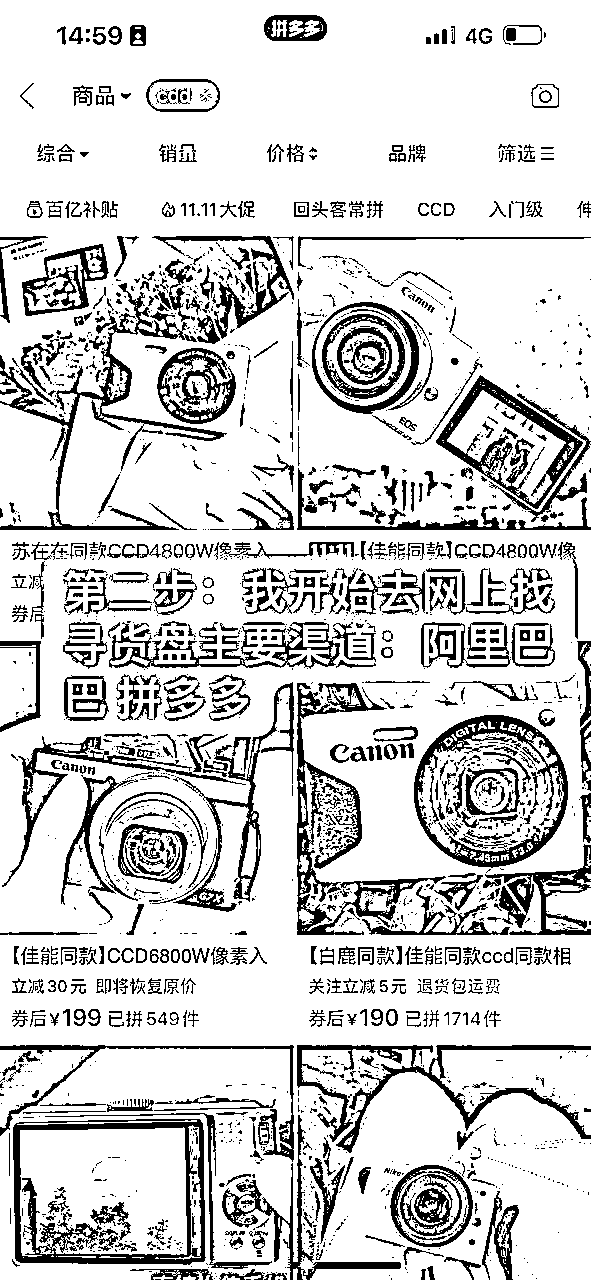 14:59
拼多多
4G
商品
ccd
综合
销量
价格
品牌
筛选
百亿补贴
11.11大促
回头客常拼
CCD
入门级
Canon
EOS
苏在在同款CCD4800W像素入
【佳能同款】CCD4800W像
立减
券后
第二步：我开始去网上找
寻货盘主要渠道：阿里巴
巴 拼多多
Canon
Canon
DIGITAL LENS
【佳能同款】CCD6800W像素入
立减30元 即将恢复原价
券后¥199 已拼549件
【白鹿同款】佳能同款ccd同款相
关注立减5元 退货包运费
券后¥190 已拼1714件
Nikon